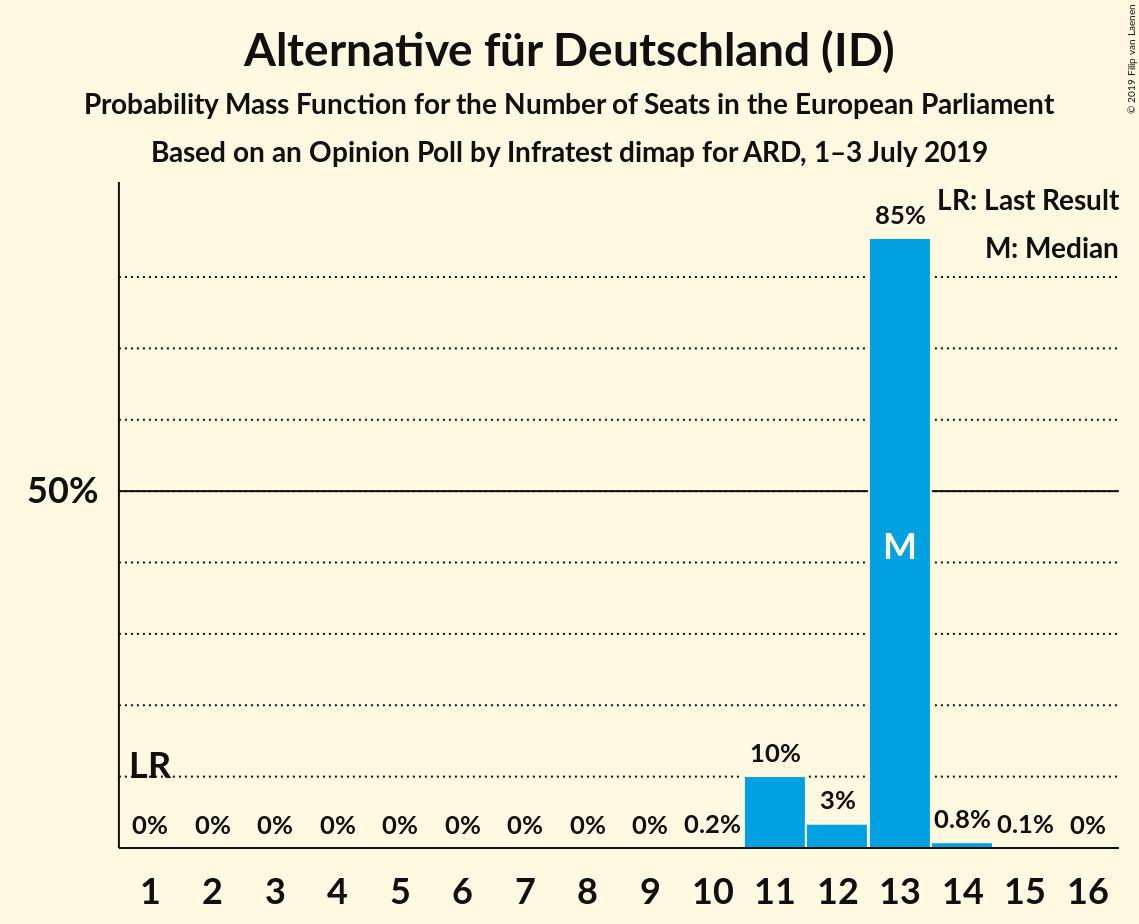 Alternative für Deutschland (ID)
Probability Mass Function for the Number of Seats in the European Parliament
Based on an Opinion Poll by Infratest dimap for ARD, 1–3 July 2019
© 2019 Filip van Laenen
LR: Last Result
M: Median
85%
50%
M
LR
10%
3%
0% 0% 0% 0% 0% 0% 0% 0% 0% 0.2% 0.8% 0.1% 0%
1 2 3 4 5 6 7 8 9 10 11 12 13 14 15 16